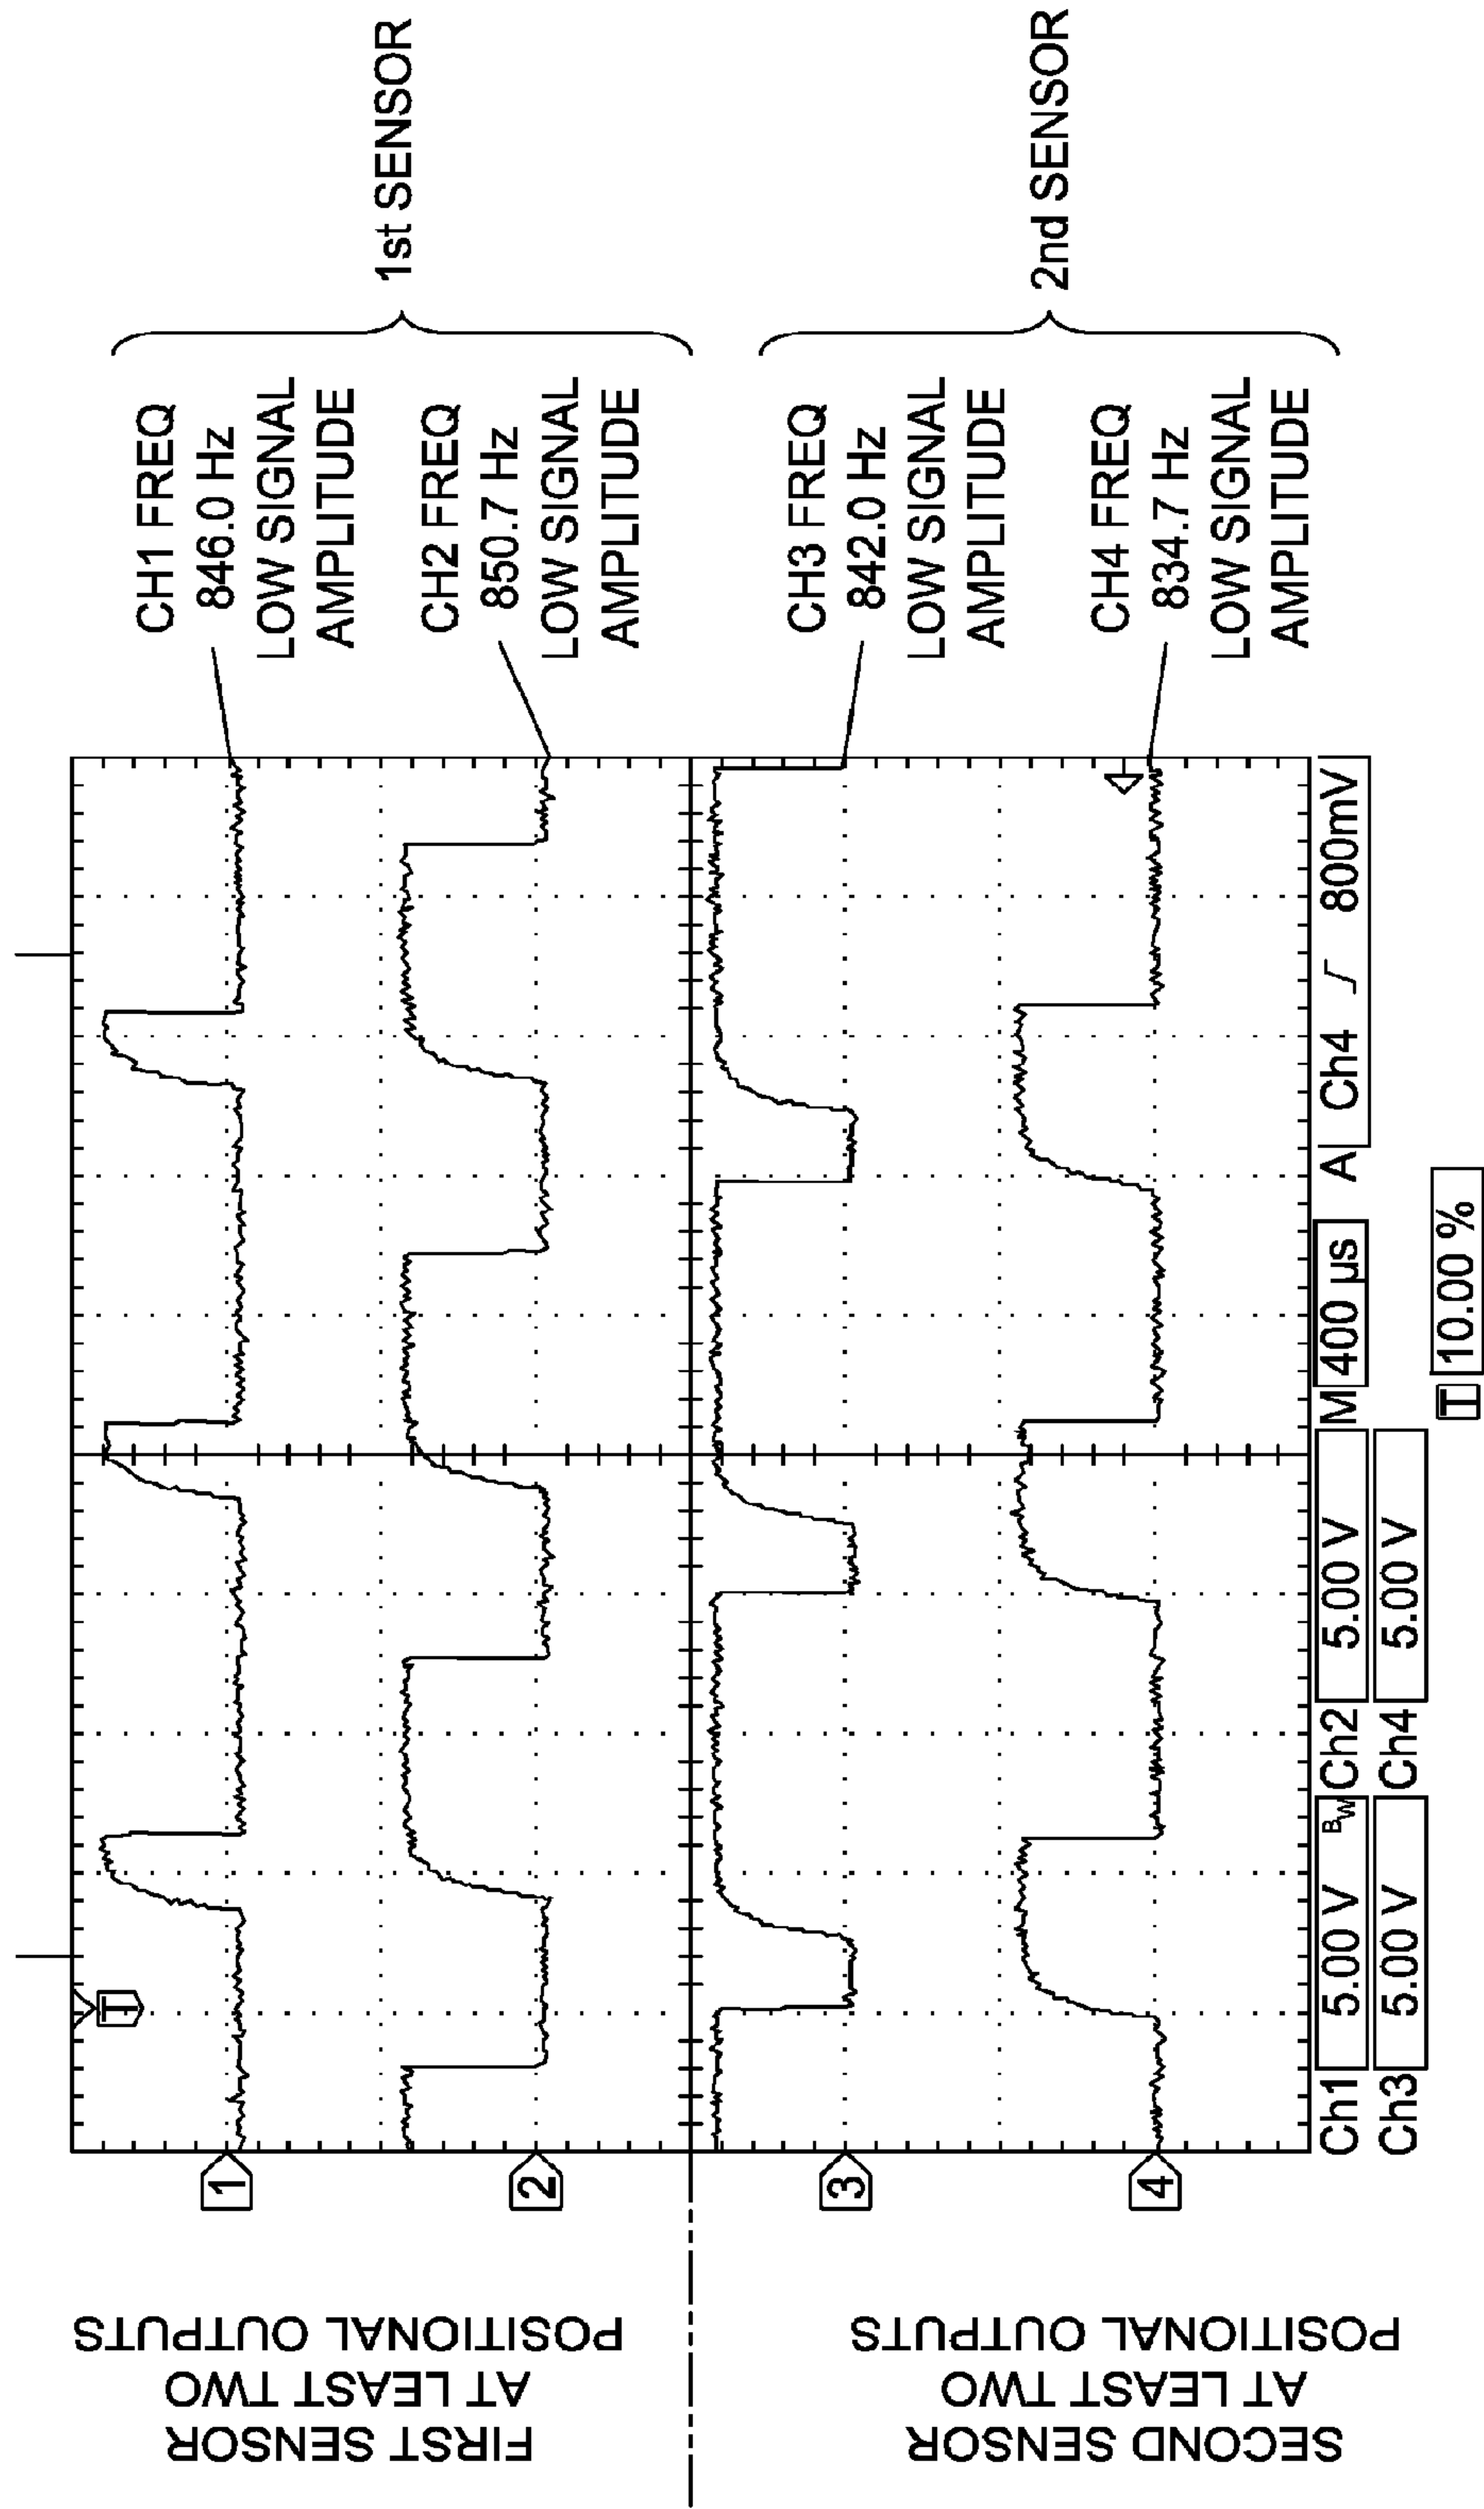 FIRST SENSOR
AT LEAST TWO
POSITIONAL OUTPUTS
SECOND SENSOR
AT LEAST TWO
POSITIONAL OUTPUTS
1
2
3
4
T
CH1 FREQ
846.0 Hz
LOW SIGNAL
AMPLITUDE
CH2 FREQ
850.7 Hz
LOW SIGNAL
AMPLITUDE
1st SENSOR
CH3 FREQ
842.0 Hz
LOW SIGNAL
AMPLITUDE
CH4 FREQ
834.7 Hz
LOW SIGNAL
AMPLITUDE
2nd SENSOR
Ch1 5.00 V BW Ch2 5.00 V M 400 µs A Ch4 800mV
Ch3 5.00 V Ch4 5.00 V
T 10.00 %